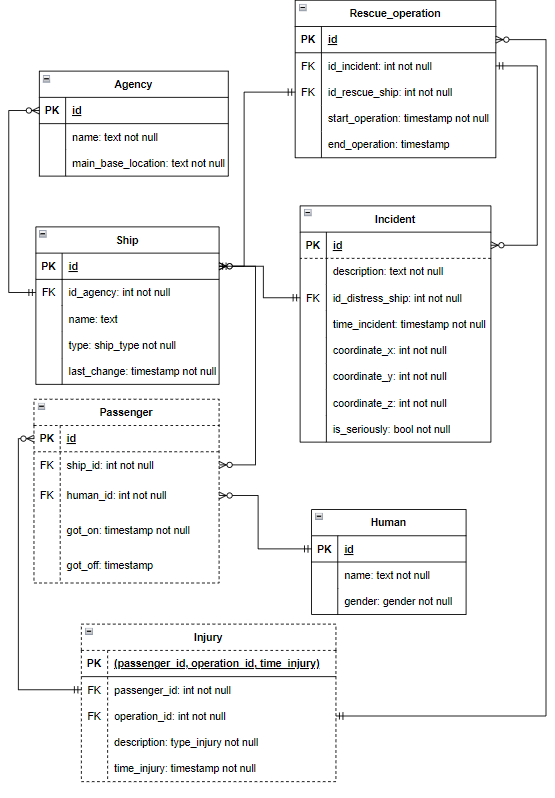 Rescue_operation
PK id
FK id_incident: int not null
FK id_rescue_ship: int not null
start_operation: timestamp not null
end_operation: timestamp
Agency
PK id
name: text not null
main_base_location: text not null
Ship
PK id
FK id_agency: int not null
name: text
type: ship_type not null
last_change: timestamp not null
Incident
PK id
description: text not null
FK id_distress_ship: int not null
time_incident: timestamp not null
coordinate_x: int not null
coordinate_y: int not null
coordinate_z: int not null
is_seriously: bool not null
Passenger
PK id
FK ship_id: int not null
FK human_id: int not null
got_on: timestamp not null
got_off: timestamp
Human
PK id
name: text not null
gender: gender not null
Injury
PK (passenger_id, operation_id, time_injury)
FK passenger_id: int not null
FK operation_id: int not null
description: type_injury not null
time_injury: timestamp not null